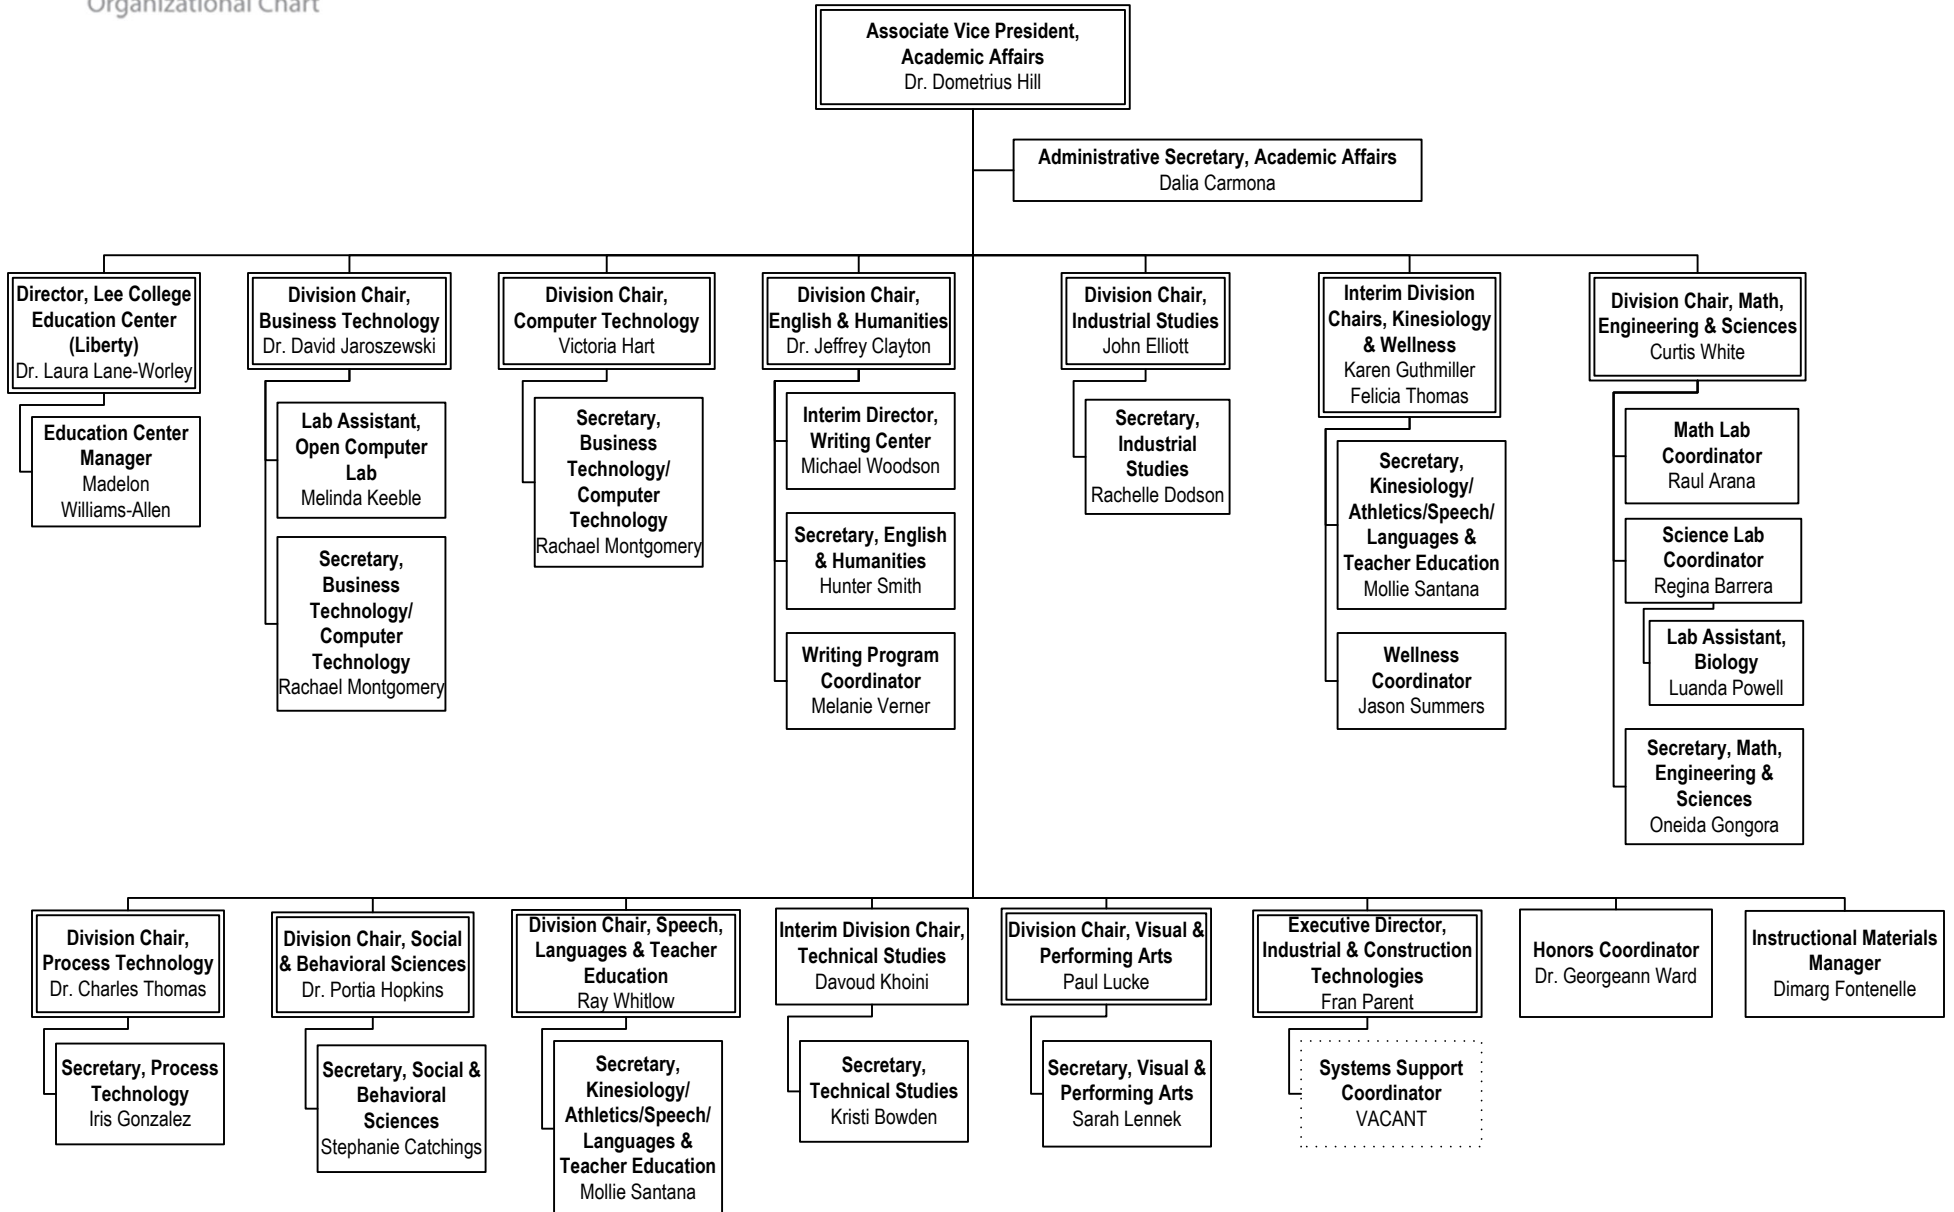 Organizational Chart
Associate Vice President,
Academic Affairs
Dr. Dometrius Hill
Administrative Secretary, Academic Affairs
Dalia Carmona
Director, Lee College
Education Center
(Liberty)
Dr. Laura Lane-Worley
Education Center
Manager
Madelon
Williams-Allen
Division Chair,
Business Technology
Dr. David Jaroszewski
Lab Assistant,
Open Computer
Lab
Melinda Keeble
Secretary,
Business
Technology/
Computer
Technology
Rachael Montgomery
Division Chair,
Computer Technology
Victoria Hart
Secretary,
Business
Technology/
Computer
Technology
Rachael Montgomery
Division Chair,
English & Humanities
Dr. Jeffrey Clayton
Interim Director,
Writing Center
Michael Woodson
Secretary, English
& Humanities
Hunter Smith
Writing Program
Coordinator
Melanie Verner
Division Chair,
Industrial Studies
John Elliott
Secretary,
Industrial
Studies
Rachelle Dodson
Interim Division
Chairs, Kinesiology
& Wellness
Karen Guthmiller
Felicia Thomas
Secretary,
Kinesiology/
Athletics/Speech/
Languages &
Teacher Education
Mollie Santana
Wellness
Coordinator
Jason Summers
Division Chair, Math,
Engineering & Sciences
Curtis White
Math Lab
Coordinator
Raul Arana
Science Lab
Coordinator
Regina Barrera
Lab Assistant,
Biology
Luanda Powell
Secretary, Math,
Engineering &
Sciences
Oneida Gongora
Division Chair,
Process Technology
Dr. Charles Thomas
Secretary, Process
Technology
Iris Gonzalez
Division Chair, Social
& Behavioral Sciences
Dr. Portia Hopkins
Secretary, Social &
Behavioral
Sciences
Stephanie Catchings
Division Chair, Speech,
Languages & Teacher
Education
Ray Whitlow
Secretary,
Kinesiology/
Athletics/Speech/
Languages &
Teacher Education
Mollie Santana
Interim Division Chair,
Technical Studies
Davoud Khoini
Secretary,
Technical Studies
Kristi Bowden
Division Chair, Visual &
Performing Arts
Paul Lucke
Secretary, Visual &
Performing Arts
Sarah Lennek
Executive Director,
Industrial & Construction
Technologies
Fran Parent
Systems Support
Coordinator
VACANT
Honors Coordinator
Dr. Georgeann Ward
Instructional Materials
Manager
Dimarg Fontenelle